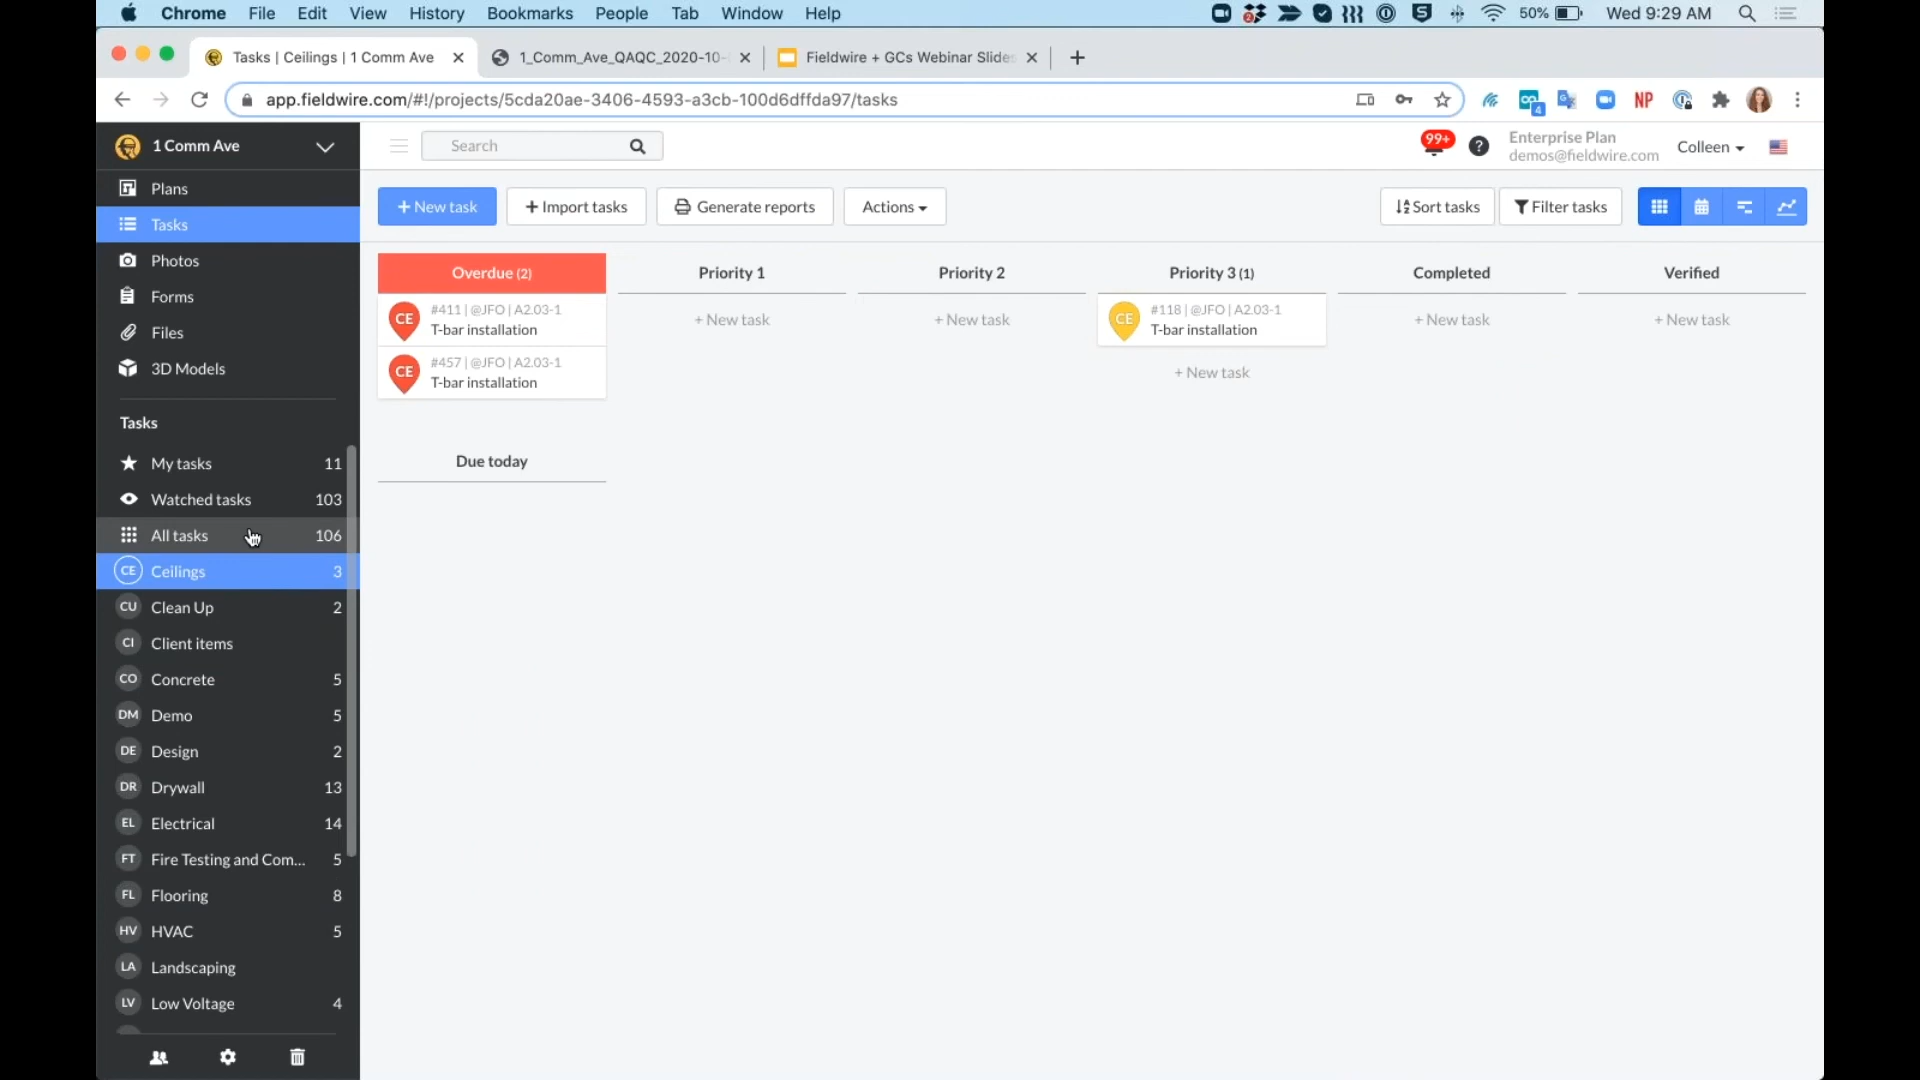 Chrome File Edit View History Bookmarks People Tab Window Help
50% Wed 9:29 AM
Tasks | Ceilings | 1 Comm Ave
1_Comm_Ave_QAQC_2020-10-
Fieldwire + GCs Webinar Slides
app.fieldwire.com/#!/projects/5cda20ae-3406-4593-a3cb-100d6dffda97/tasks
4
NP
1 Comm Ave
Search
99+
Enterprise Plan
demos@fieldwire.com
Colleen
Plans
Tasks
Photos
Forms
Files
3D Models
+ New task
+ Import tasks
Generate reports
Actions
Sort tasks
Filter tasks
Overdue (2)
#411 | @JFO | A2.03-1
CE T-bar installation
#457 | @JFO | A2.03-1
CE T-bar installation
Due today
Priority 1
+ New task
Priority 2
+ New task
Priority 3 (1)
#118 | @JFO | A2.03-1
CE T-bar installation
+ New task
Completed
+ New task
Verified
+ New task
Tasks
My tasks 11
Watched tasks 103
All tasks 106
CE Ceilings 3
CU Clean Up 2
CI Client items
CO Concrete 5
DM Demo 5
DE Design 2
DR Drywall 13
EL Electrical 14
FT Fire Testing and Com... 5
FL Flooring 8
HV HVAC 5
LA Landscaping
LV Low Voltage 4